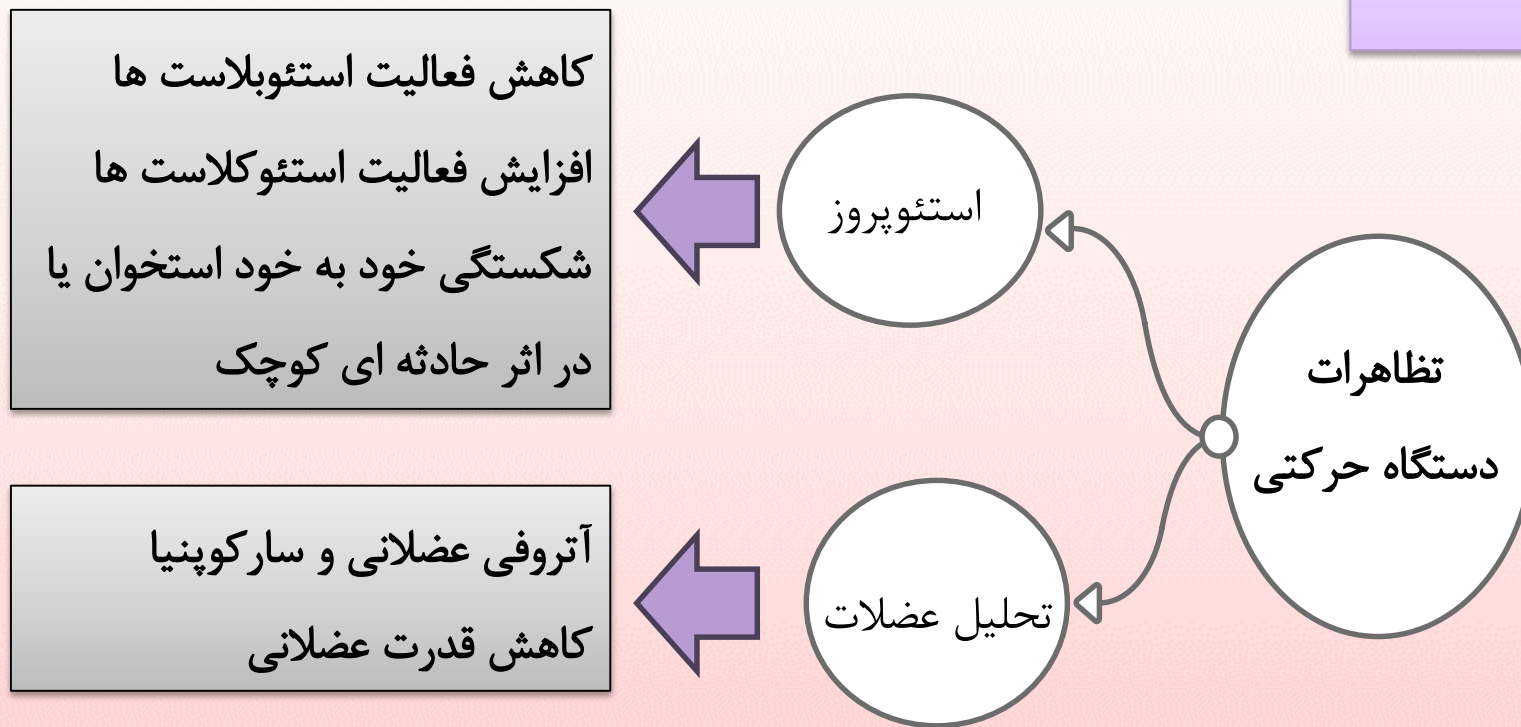 تظاهرات
دستگاه حرکتی
استئوپروز
کاهش فعالیت استئوبلاست ها
افزایش فعالیت استئوکلاست ها
شکستگی خود به خود استخوان یا
در اثر حادثه ای کوچک
تحلیل عضلات
آتروفی عضلانی و سارکوپنیا
کاهش قدرت عضلانی